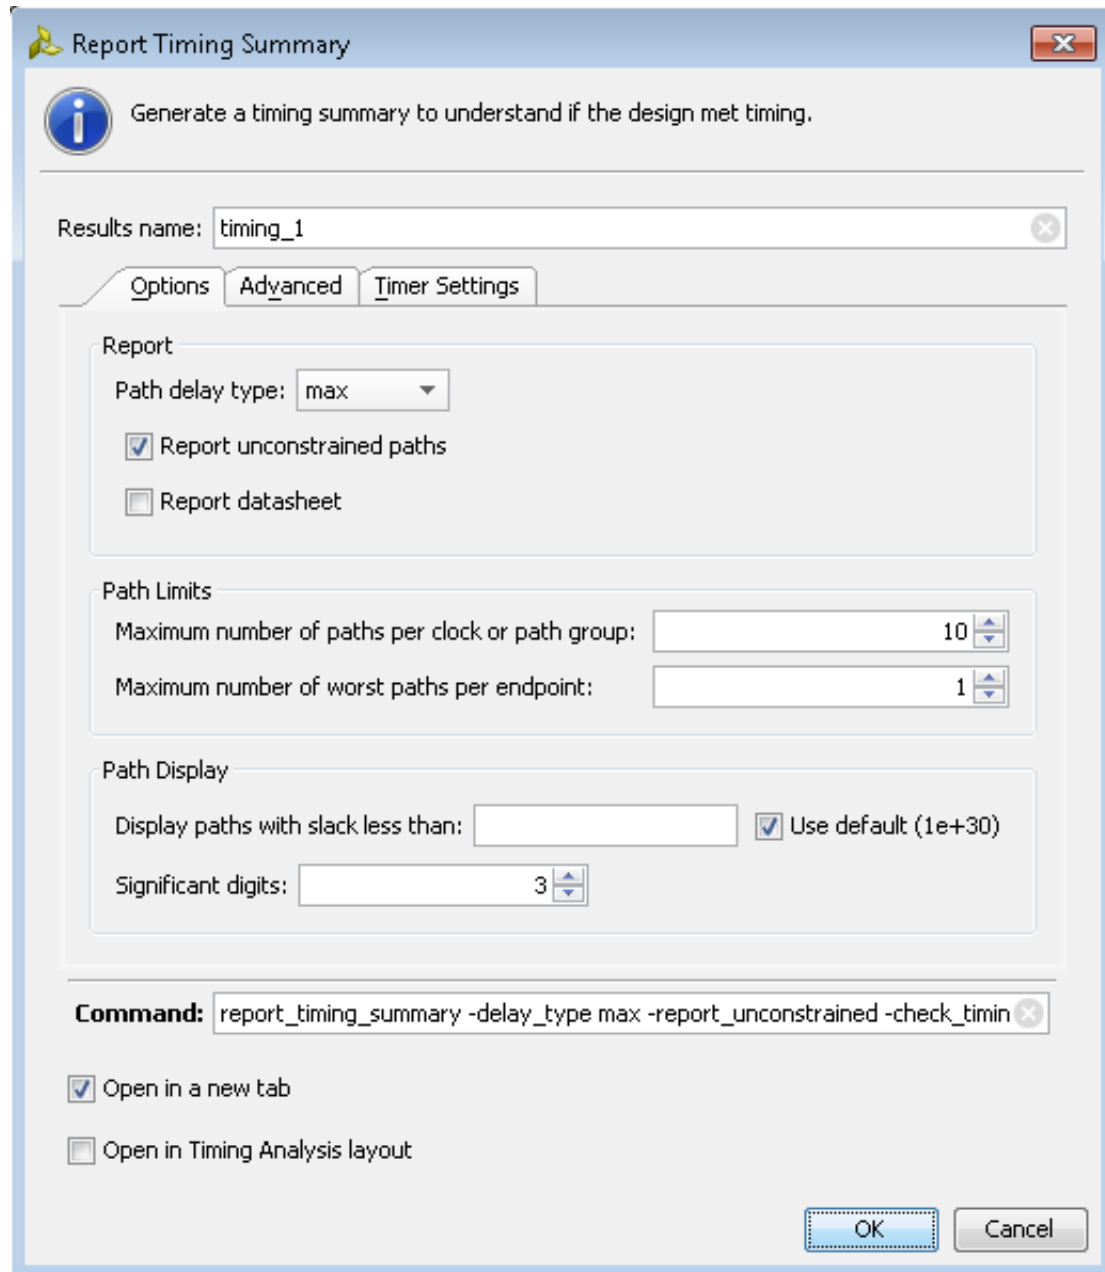 Report Timing Summary
Generate a timing summary to understand if the design met timing.
Results name: timing_1
Options Advanced Timer Settings
Report
Path delay type: max
Report unconstrained paths
Report datasheet
Path Limits
Maximum number of paths per clock or path group: 10
Maximum number of worst paths per endpoint: 1
Path Display
Display paths with slack less than: Use default (1e+30)
Significant digits: 3
Command: report_timing_summary -delay_type max -report_unconstrained -check_timin
Open in a new tab
Open in Timing Analysis layout
OK Cancel